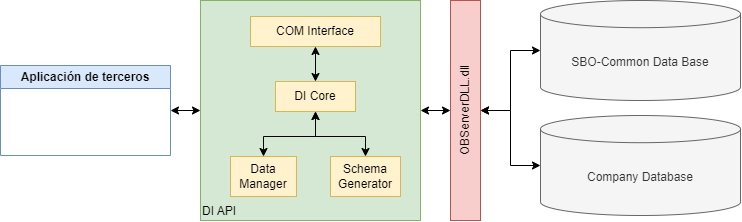 Aplicación de terceros
COM Interface
DI Core
Data
Manager
Schema
Generator
DI API
OBServerDLL.dll
SBO-Common Data Base
Company Database